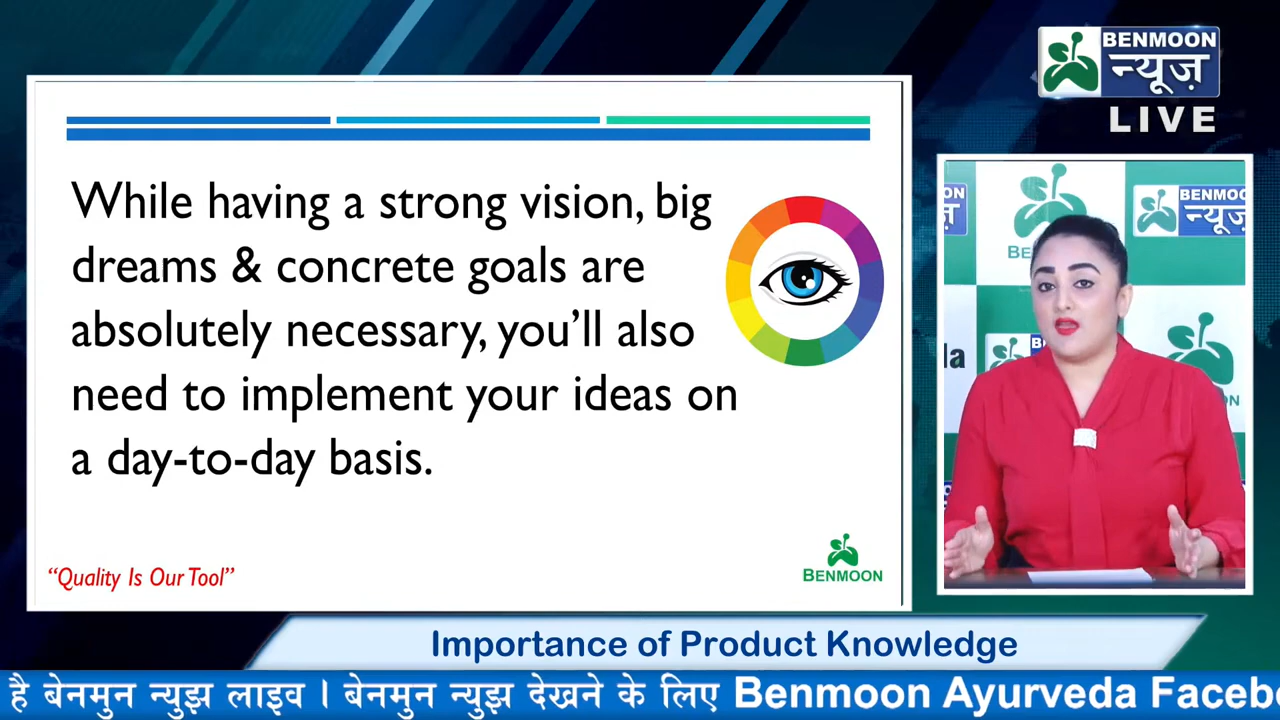 BENMOON
न्यूज़
LIVE
While having a strong vision, big
dreams & concrete goals are
absolutely necessary, you’ll also
need to implement your ideas on
a day-to-day basis.
“Quality Is Our Tool”
BENMOON
BENMOON
न्यूज़
Importance of Product Knowledge
है बेनमुन न्युझ लाइव । बेनमुन न्युझ देखने के लिए Benmoon Ayurveda Facebo